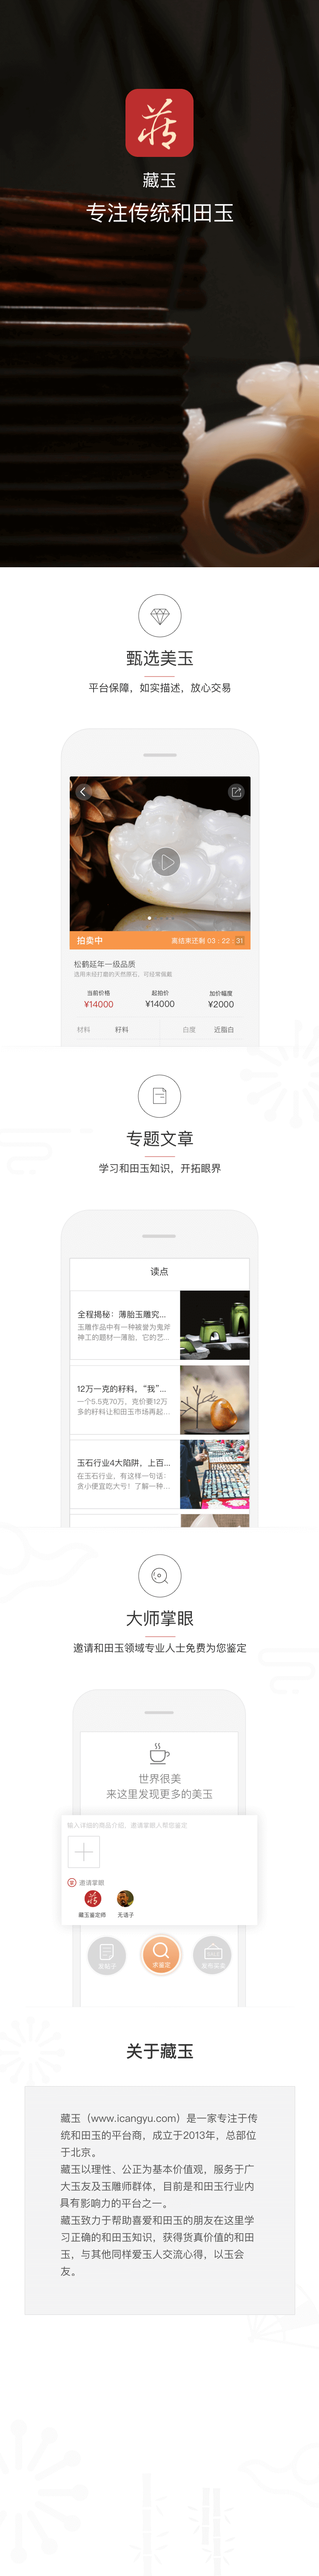 藏玉
专注传统和田玉
甄选美玉
平台保障，如实描述，放心交易
拍卖中
离结束还剩 03 : 22 : 31
松鹤延年一级品质
选用未经打磨的天然原石，可经常佩戴
当前价格 起拍价 加价幅度
¥14000 ¥14000 ¥2000
材料 籽料 白度 近脂白
专题文章
学习和田玉知识，开拓眼界
读点
全程揭秘：薄胎玉雕究...
玉雕作品中有一种被誉为鬼斧
神工的题材—薄胎，它的艺...
12万一克的籽料，“我”...
一个5.5克70万，克价要12万
多的籽料让和田玉市场再起...
玉石行业4大陷阱，上百...
在玉石行业，有这样一句话：
贪小便宜吃大亏！了解一种...
大师掌眼
邀请和田玉领域专业人士免费为您鉴定
世界很美
来这里发现更多的美玉
输入详细的商品介绍，邀请掌眼人帮您鉴定
邀请掌眼
藏玉鉴定师 无语子
发帖子 求鉴定
关于藏玉
藏玉（www.icangyu.com）是一家专注于传
统和田玉的平台商，成立于2013年，总部位
于北京。
藏玉以理性、公正为基本价值观，服务于广
大玉友及玉雕师群体，目前是和田玉行业内
具有影响力的平台之一。
藏玉致力于帮助喜爱和田玉的朋友在这里学
习正确的和田玉知识，获得货真价值的和田
玉，与其他同样爱玉人交流心得，以玉会
友。